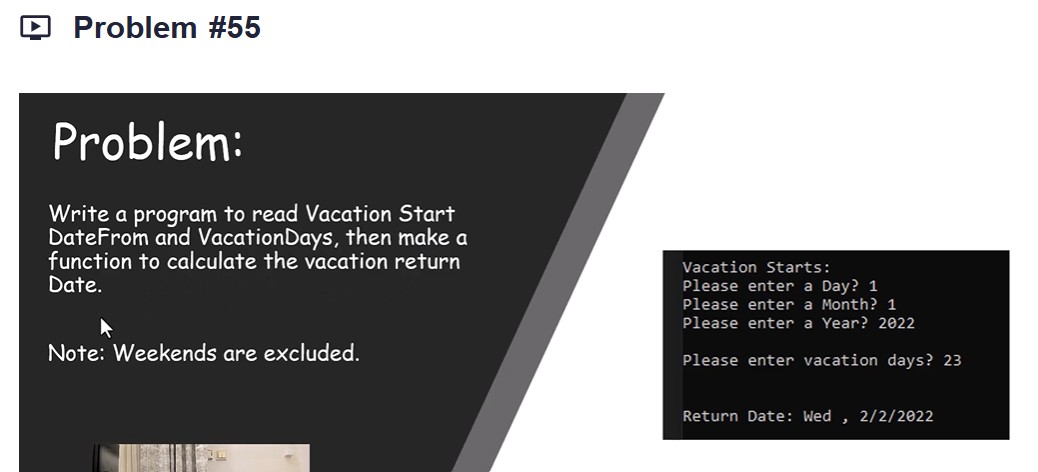 Problem #55
Problem:
Write a program to read Vacation Start
DateFrom and VacationDays, then make a
function to calculate the vacation return
Date.
Note: Weekends are excluded.
Vacation Starts:
Please enter a Day? 1
Please enter a Month? 1
Please enter a Year? 2022
Please enter vacation days? 23
Return Date: Wed , 2/2/2022